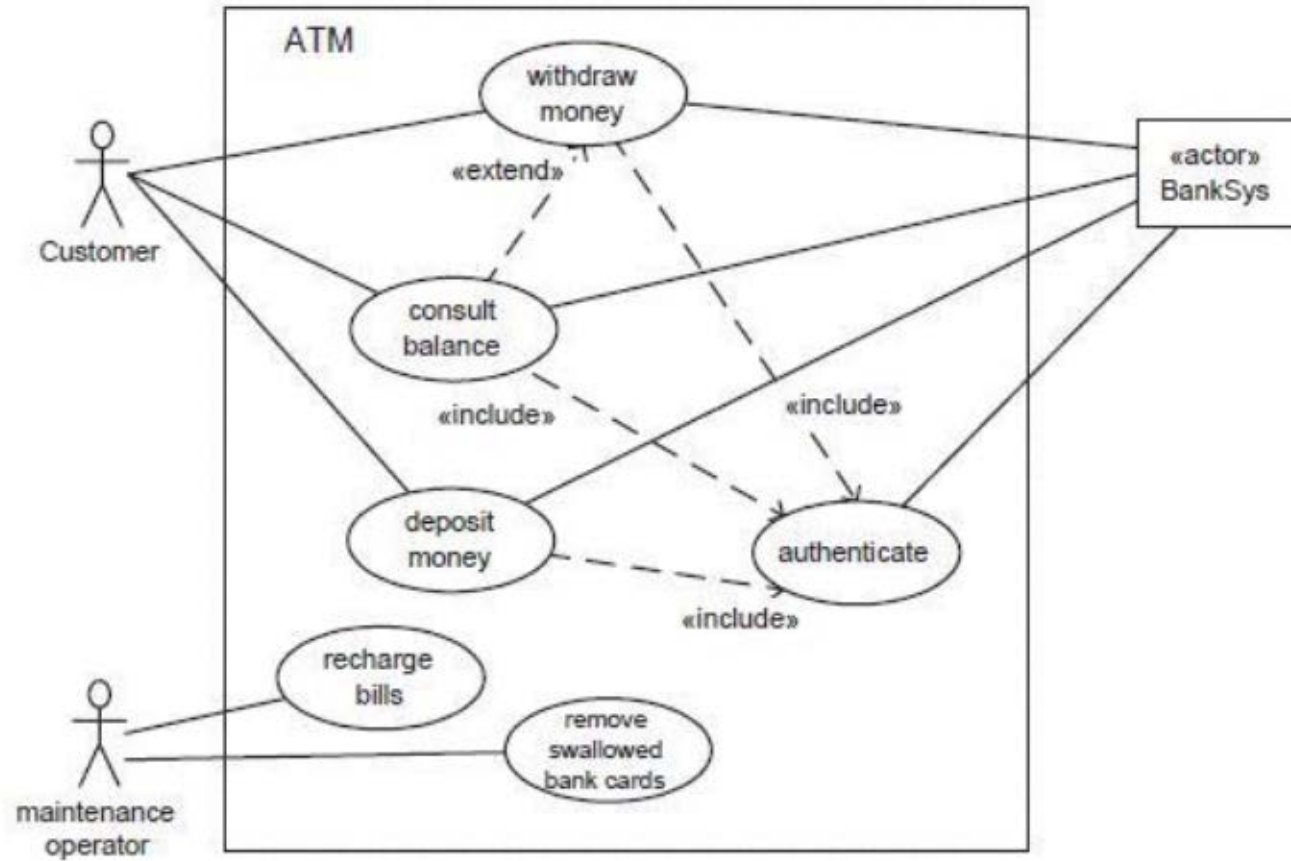 ATM
withdraw
money
«extend»
«actor»
BankSys
Customer
consult
balance
«include»
«include»
deposit
money
authenticate
«include»
recharge
bills
remove
swallowed
bank cards
maintenance
operator